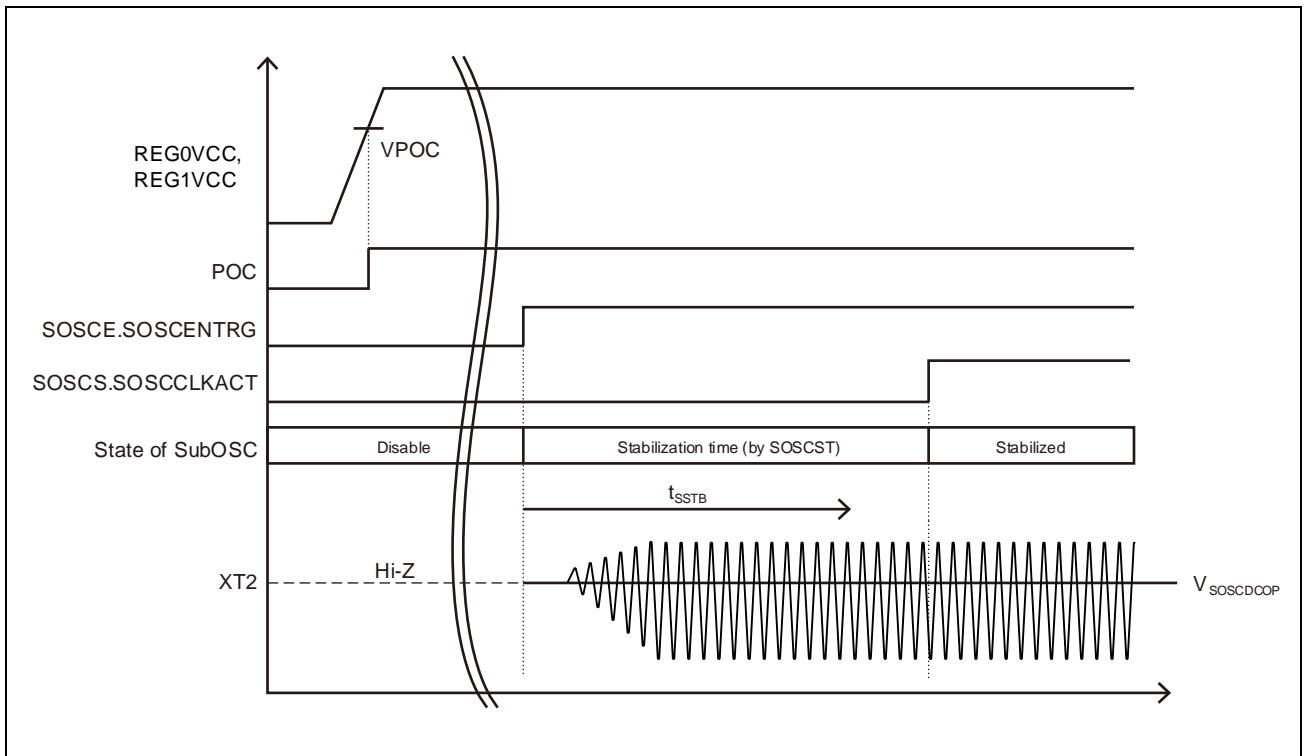 REG0VCC,
REG1VCC
VPOC
POC
SOSCE.SOSCENTRG
SOSCS.SOSCCLKACT
State of SubOSC
Disable
Stabilization time (by SOSCST)
Stabilized
tSSTB
XT2
Hi-Z
VSOSCDCOP